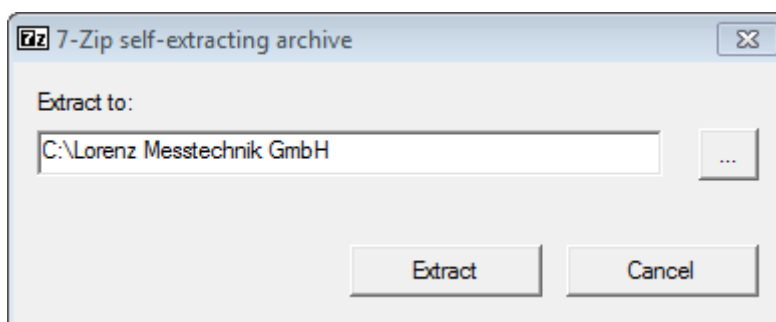 7z 7-Zip self-extracting archive
Extract to:
C:\Lorenz Messtechnik GmbH
...
Extract
Cancel